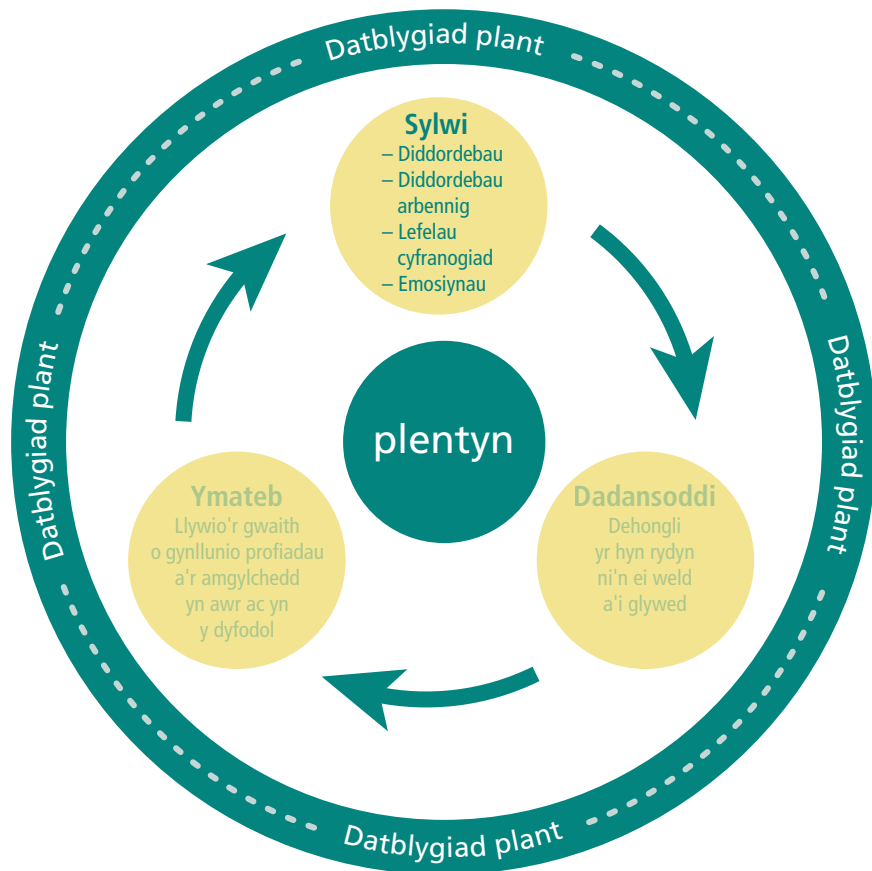 Datblygiad plant
Sylwi
– Diddordebau
– Diddordebau
arbennig
– Lefelau
cyfranogiad
– Emosiynau
Datblygiad plant
Datblygiad plant
plentyn
Ymateb
Llywio'r gwaith
o gynllunio profiadau
a'r amgylchedd
yn awr ac yn
y dyfodol
Dadansoddi
Dehongli
yr hyn rydyn
ni'n ei weld
a'i glywed
Datblygiad plant